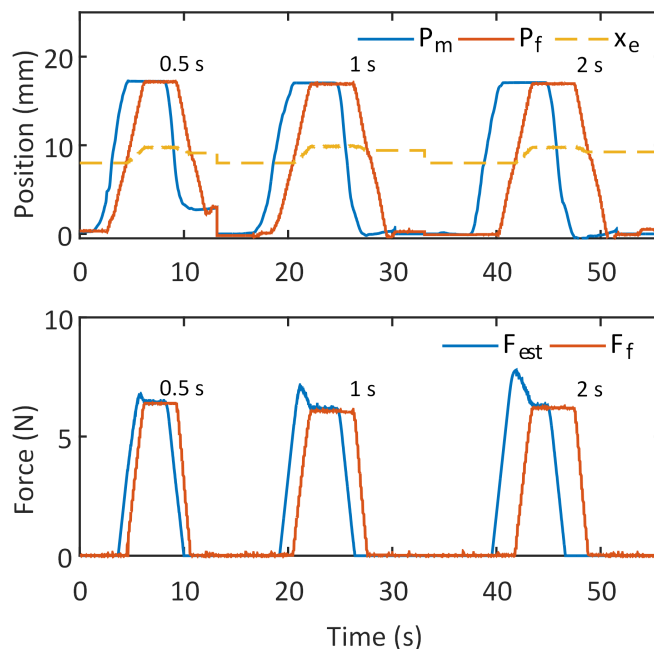 25
P_m P_f x_e
0.5 s 1 s 2 s
20
Position (mm)
10
0
0 10 20 30 40 50
10
F_est F_f
0.5 s 1 s 2 s
5
Force (N)
0
0 10 20 30 40 50
Time (s)